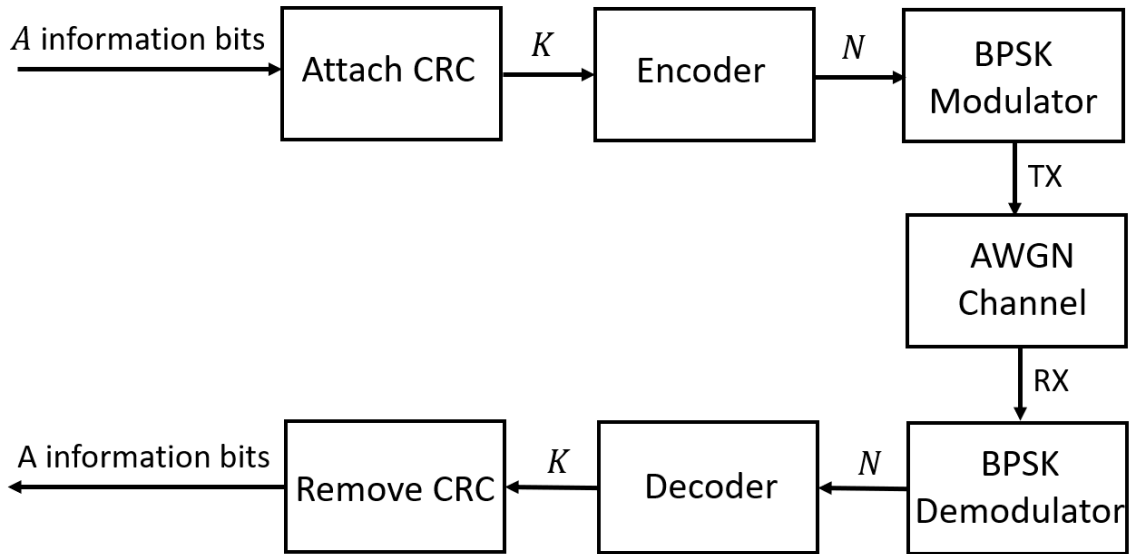 A information bits
Attach CRC
K
Encoder
N
BPSK
Modulator
TX
AWGN
Channel
RX
BPSK
Demodulator
N
Decoder
K
Remove CRC
A information bits